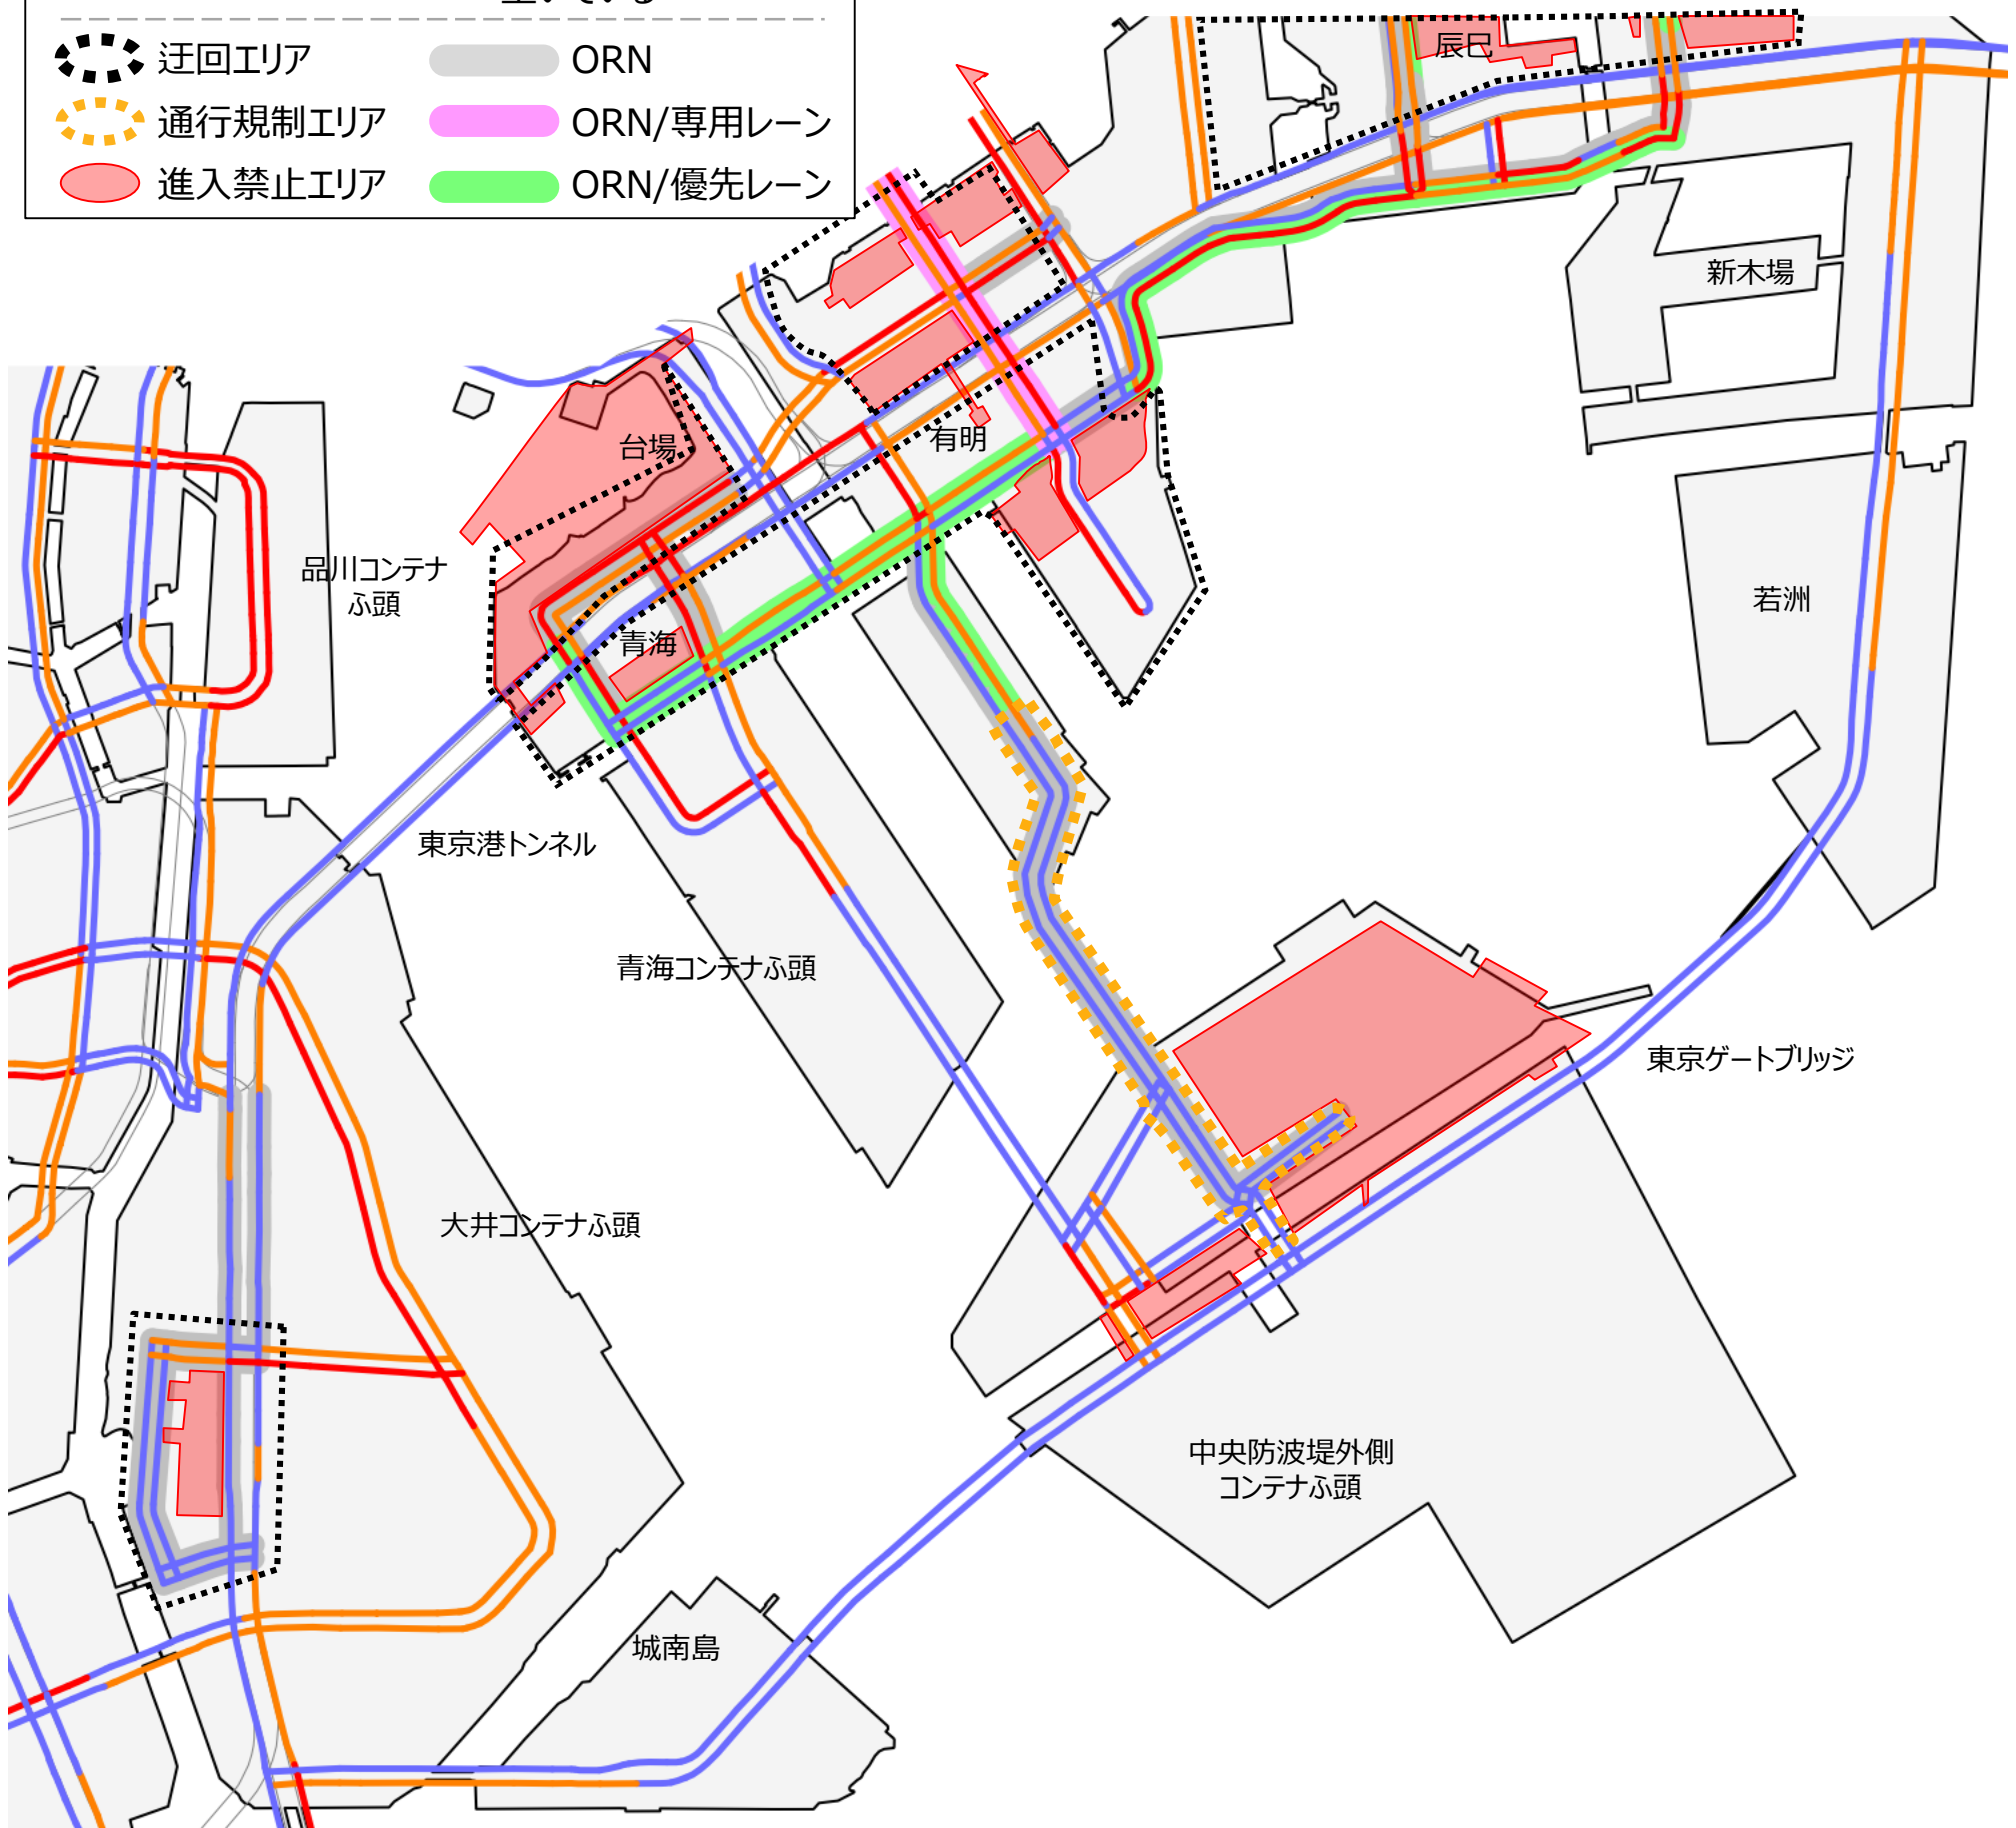 空いている
迂回エリア
ORN
通行規制エリア
ORN/専用レーン
進入禁止エリア
ORN/優先レーン
辰巳
新木場
有明
台場
品川コンテナ
ふ頭
若洲
青海
東京港トンネル
青海コンテナふ頭
東京ゲートブリッジ
大井コンテナふ頭
中央防波堤外側
コンテナふ頭
城南島